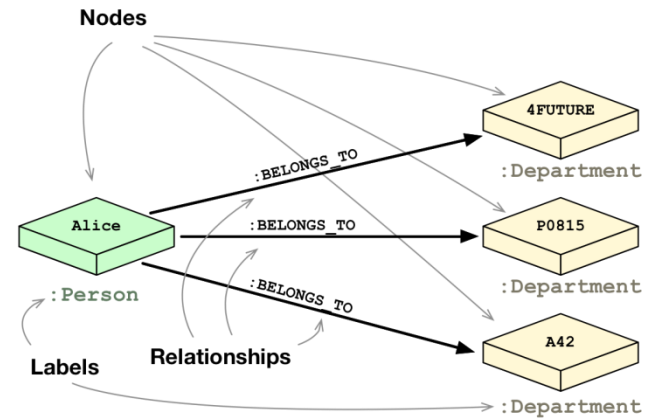 Nodes
4FUTURE
:BELONGS_TO
:Department
Alice
:BELONGS_TO
P0815
:Person
:BELONGS_TO
:Department
A42
Relationships
Labels
:Department